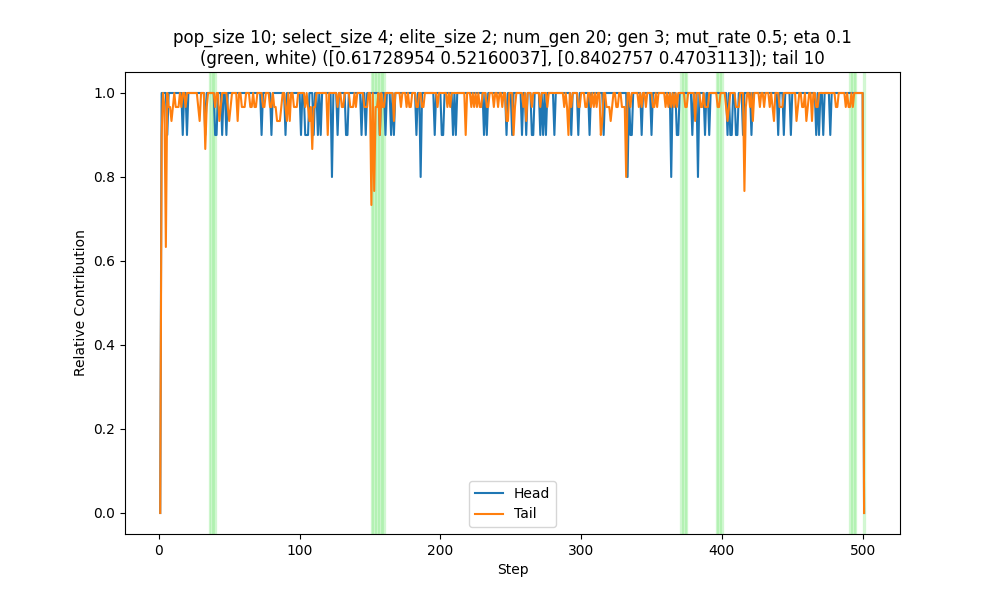 pop_size 10; select_size 4; elite_size 2; num_gen 20; gen 3; mut_rate 0.5; eta 0.1
(green, white) ([0.61728954 0.52160037], [0.8402757 0.4703113]); tail 10
1.0
0.8
0.6
0.4
0.2
0.0
Relative Contribution
Head
Tail
0
100
200
300
400
500
Step